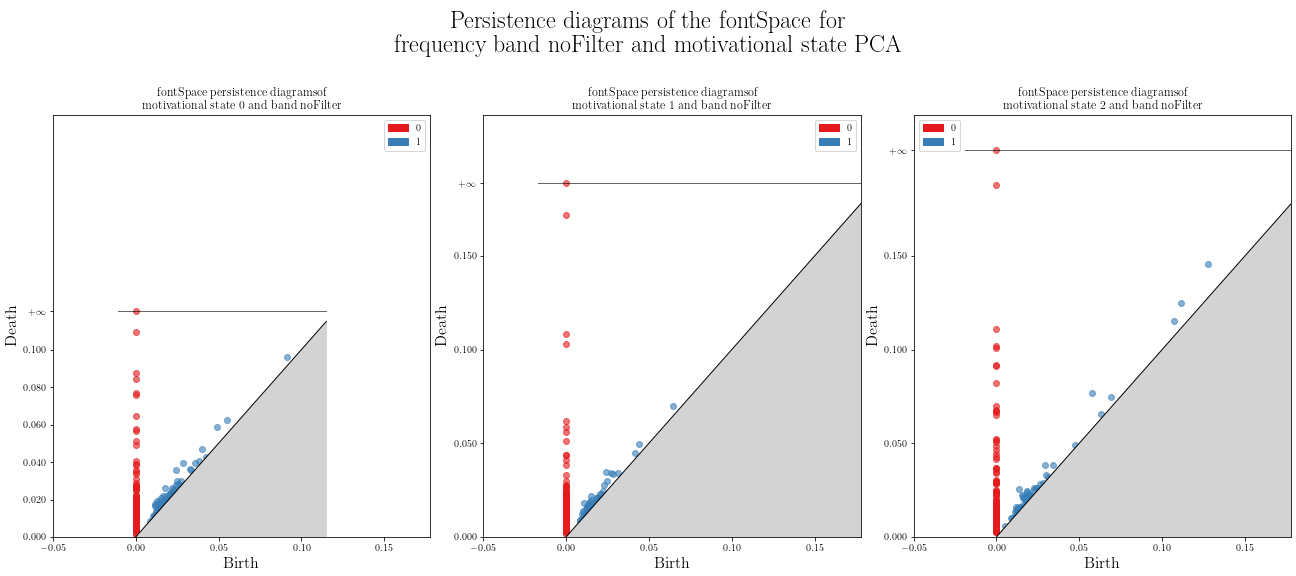 Persistence diagrams of the fontSpace for
frequency band noFilter and motivational state PCA
fontSpace persistence diagramsof
motivational state 0 and band noFilter
0
1
+∞
0.100
0.080
0.060
0.040
0.020
0.000
−0.05
0.00
0.05
0.10
0.15
Death
Birth
fontSpace persistence diagramsof
motivational state 1 and band noFilter
0
1
+∞
0.150
0.100
0.050
0.000
−0.05
0.00
0.05
0.10
0.15
Death
Birth
fontSpace persistence diagramsof
motivational state 2 and band noFilter
0
1
+∞
0.150
0.100
0.050
0.000
−0.05
0.00
0.05
0.10
0.15
Death
Birth